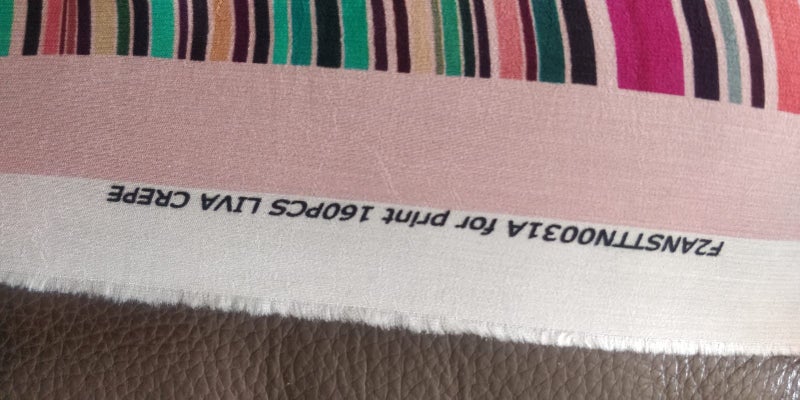 F2ANSTTN0031A for print 160PCS LIVA CREPE